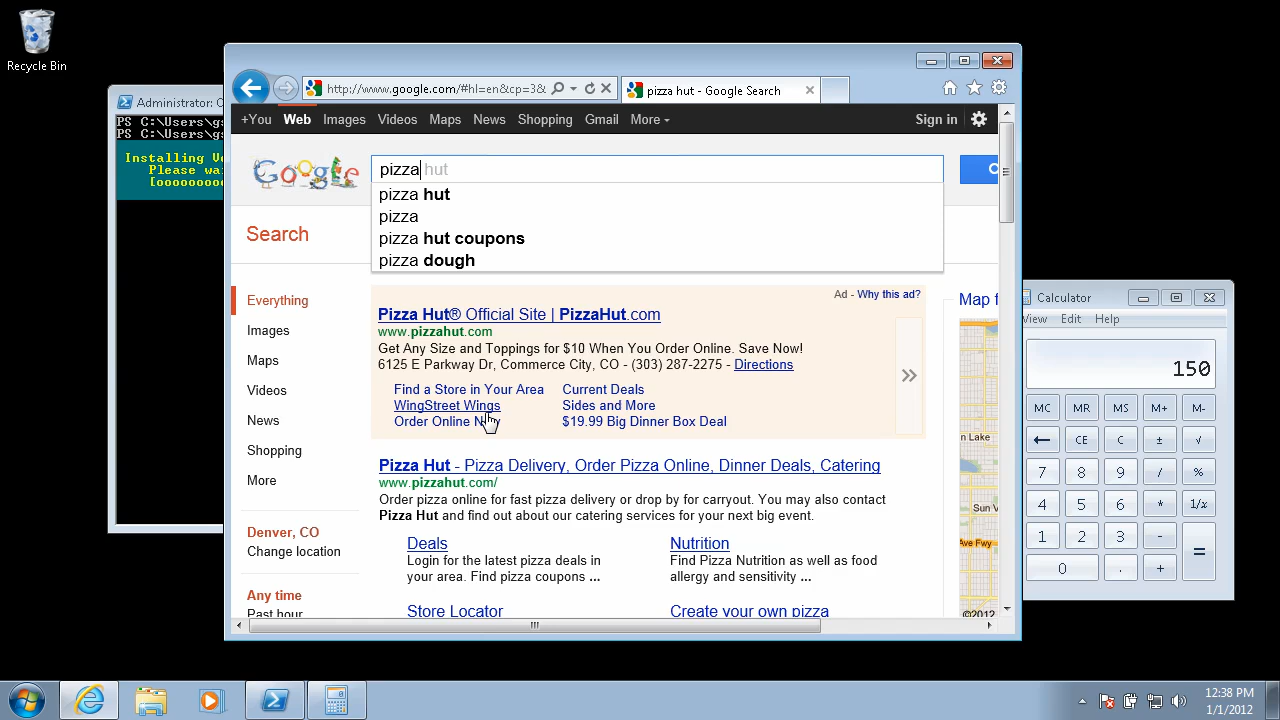 Recycle Bin
Administrator: C
PS C:\Users\gs
PS C:\Users\gs
Installing
Please wai
[ooooooooo
http://www.google.com/#hl=en&cp=3&
pizza hut - Google Search
+You Web Images Videos Maps News Shopping Gmail More Sign in
Google
pizza hut
pizza hut
pizza
pizza hut coupons
pizza dough
Search
Everything
Images
Maps
Videos
News
Shopping
More
Denver, CO
Change location
Any time
Past hour
Ad - Why this ad?
Pizza Hut® Official Site | PizzaHut.com
www.pizzahut.com
Get Any Size and Toppings for $10 When You Order Online. Save Now!
6125 E Parkway Dr, Commerce City, CO - (303) 287-2275 - Directions
Find a Store in Your Area Current Deals
WingStreet Wings Sides and More
Order Online $19.99 Big Dinner Box Deal
Pizza Hut - Pizza Delivery, Order Pizza Online, Dinner Deals, Catering
www.pizzahut.com/
Order pizza online for fast pizza delivery or drop by for carryout. You may also contact
Pizza Hut and find out about our catering services for your next big event.
Deals
Login for the latest pizza deals in
your area. Find pizza coupons ...
Nutrition
Find Pizza Nutrition as well as food
allergy and sensitivity ...
Store Locator
Create your own pizza
Map f
n Lake
Sun V
Ave Fwy
©2012
Calculator
View Edit Help
150
MC MR MS M+ M-
← CE C ± √
7 8 9 / %
4 5 6 * 1/x
1 2 3 - =
0 . +
12:38 PM
1/1/2012